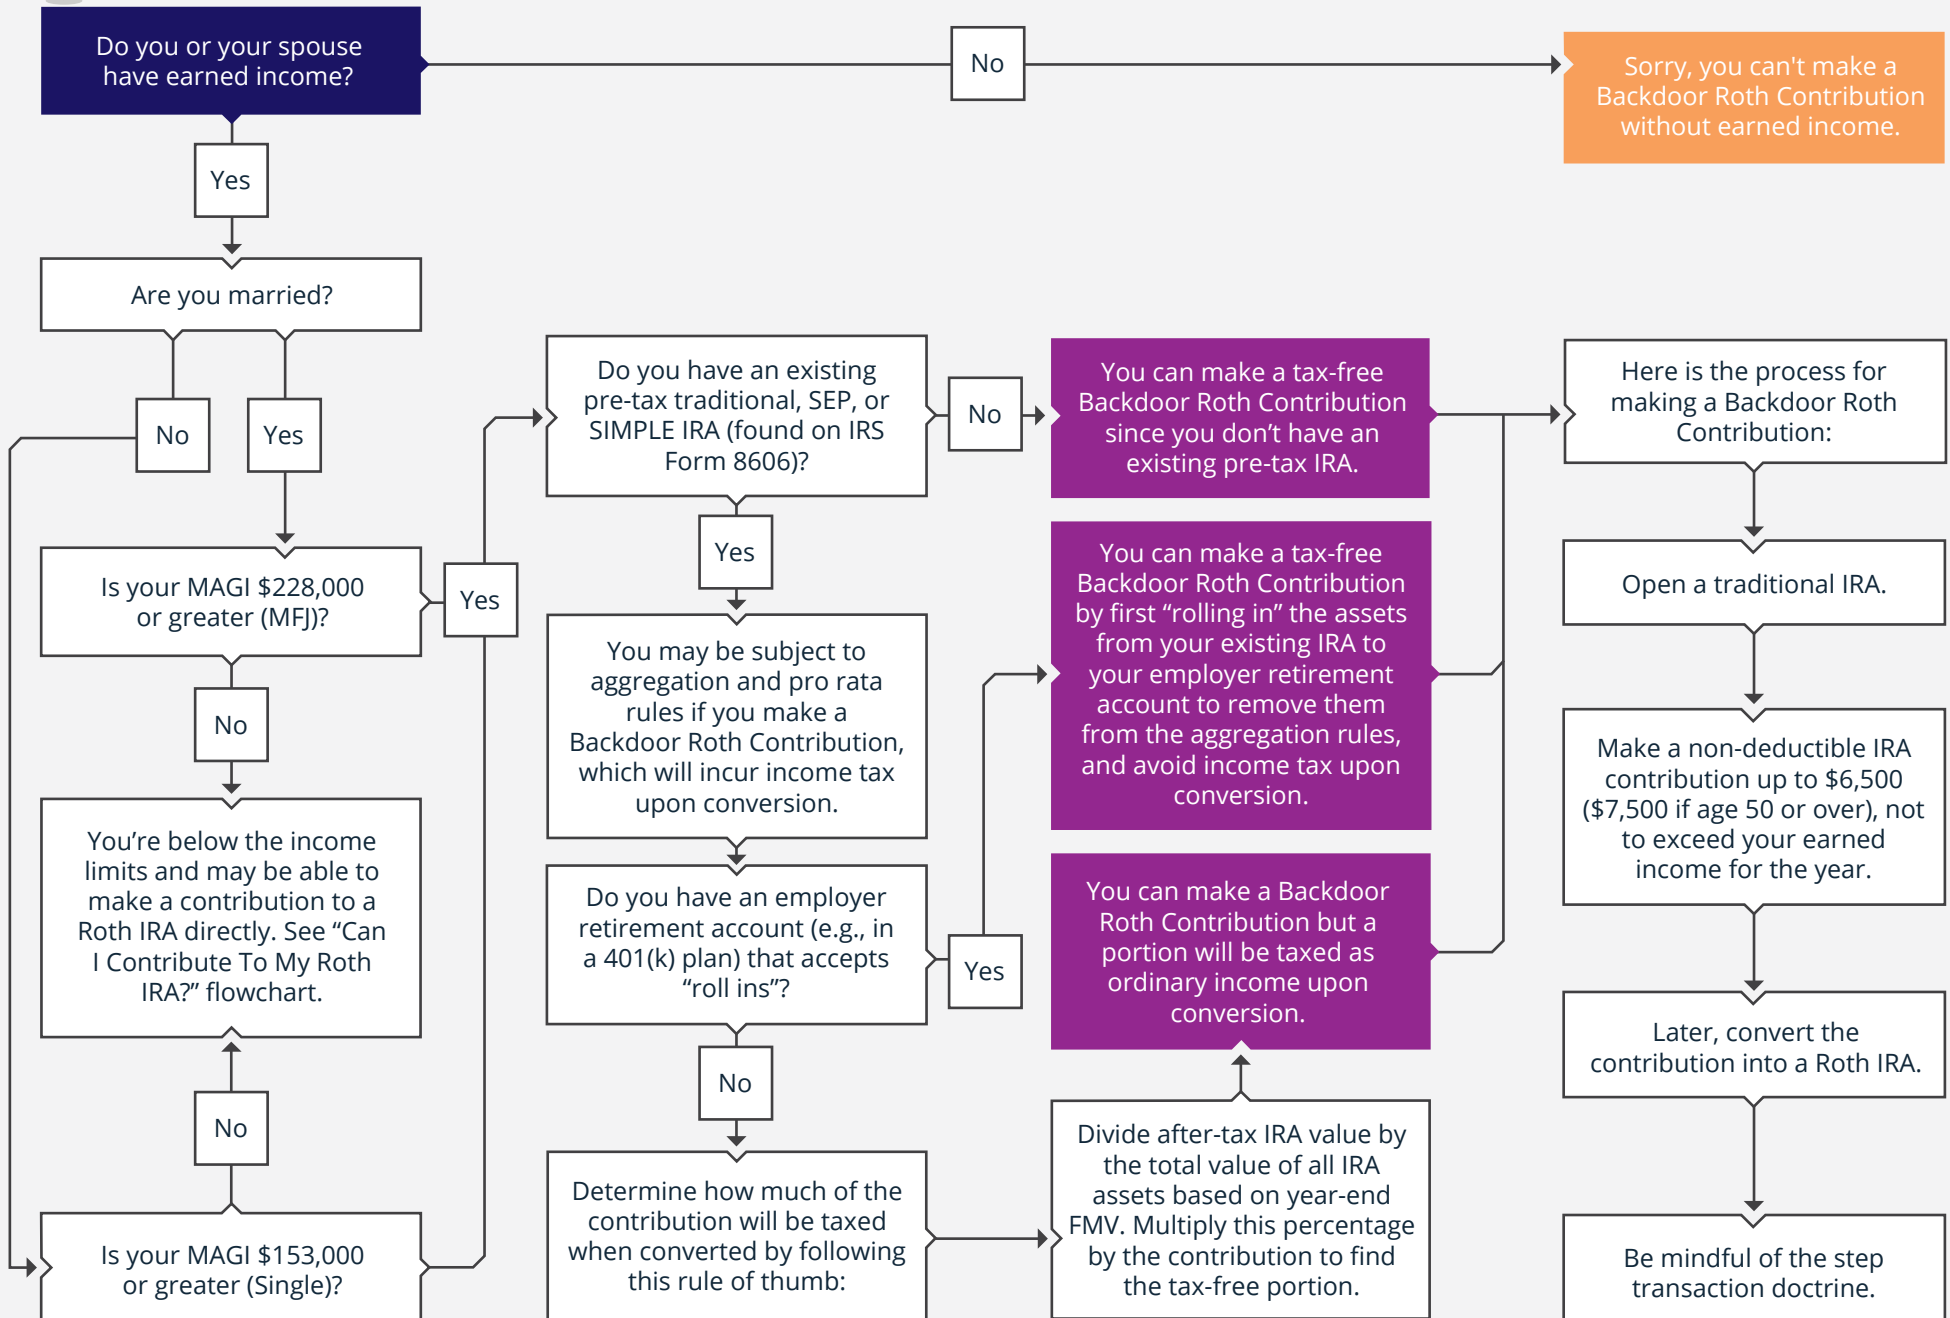 Do you or your spouse
have earned income?
No
Sorry, you can't make a
Backdoor Roth Contribution
without earned income.
Yes
Are you married?
No
Yes
Is your MAGI $228,000
or greater (MFJ)?
Yes
No
You’re below the income
limits and may be able to
make a contribution to a
Roth IRA directly. See “Can
I Contribute To My Roth
IRA?” flowchart.
No
Is your MAGI $153,000
or greater (Single)?
Do you have an existing
pre-tax traditional, SEP, or
SIMPLE IRA (found on IRS
Form 8606)?
No
Yes
You may be subject to
aggregation and pro rata
rules if you make a
Backdoor Roth Contribution,
which will incur income tax
upon conversion.
Do you have an employer
retirement account (e.g., in
a 401(k) plan) that accepts
“roll ins”?
Yes
No
Determine how much of the
contribution will be taxed
when converted by following
this rule of thumb:
You can make a tax-free
Backdoor Roth Contribution
since you don’t have an
existing pre-tax IRA.
You can make a tax-free
Backdoor Roth Contribution
by first “rolling in” the assets
from your existing IRA to
your employer retirement
account to remove them
from the aggregation rules,
and avoid income tax upon
conversion.
You can make a Backdoor
Roth Contribution but a
portion will be taxed as
ordinary income upon
conversion.
Divide after-tax IRA value by
the total value of all IRA
assets based on year-end
FMV. Multiply this percentage
by the contribution to find
the tax-free portion.
Here is the process for
making a Backdoor Roth
Contribution:
Open a traditional IRA.
Make a non-deductible IRA
contribution up to $6,500
($7,500 if age 50 or over), not
to exceed your earned
income for the year.
Later, convert the
contribution into a Roth IRA.
Be mindful of the step
transaction doctrine.